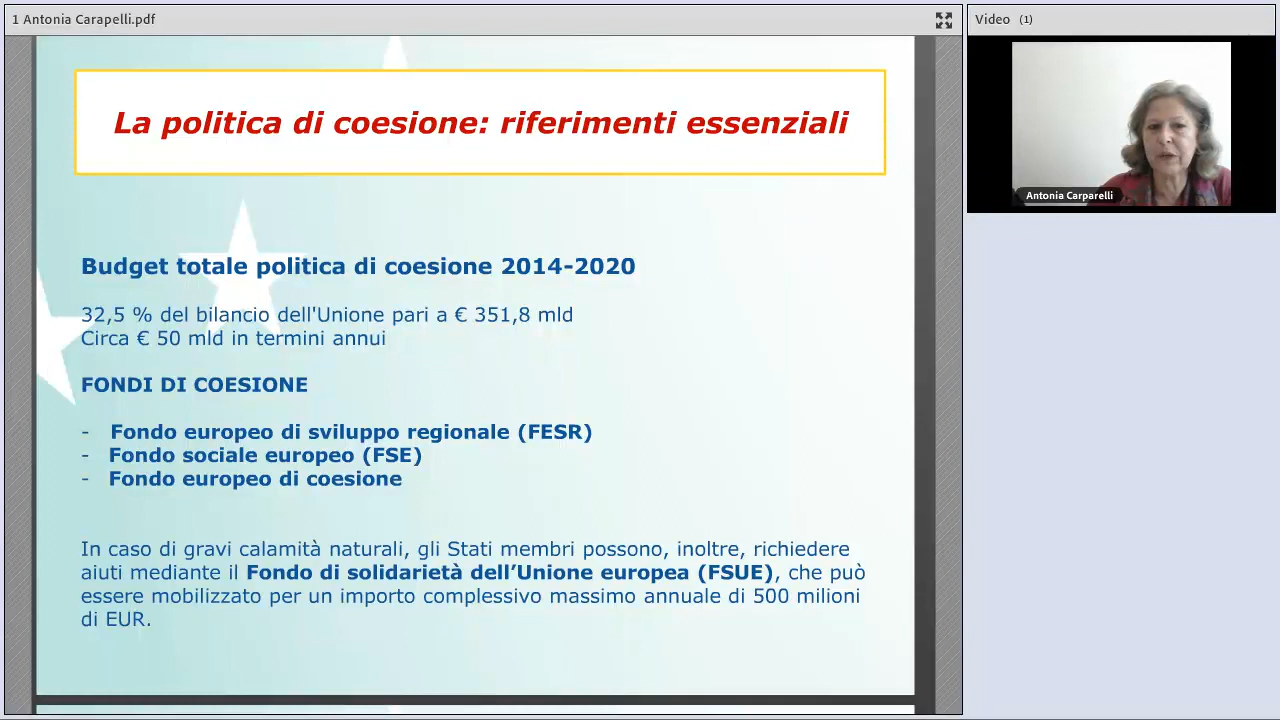 1 Antonia Carapelli.pdf
Video (1)
Antonia Carparelli
La politica di coesione: riferimenti essenziali
Budget totale politica di coesione 2014-2020
32,5 % del bilancio dell'Unione pari a € 351,8 mld
Circa € 50 mld in termini annui
FONDI DI COESIONE
- Fondo europeo di sviluppo regionale (FESR)
- Fondo sociale europeo (FSE)
- Fondo europeo di coesione
In caso di gravi calamità naturali, gli Stati membri possono, inoltre, richiedere
aiuti mediante il Fondo di solidarietà dell’Unione europea (FSUE), che può
essere mobilizzato per un importo complessivo massimo annuale di 500 milioni
di EUR.